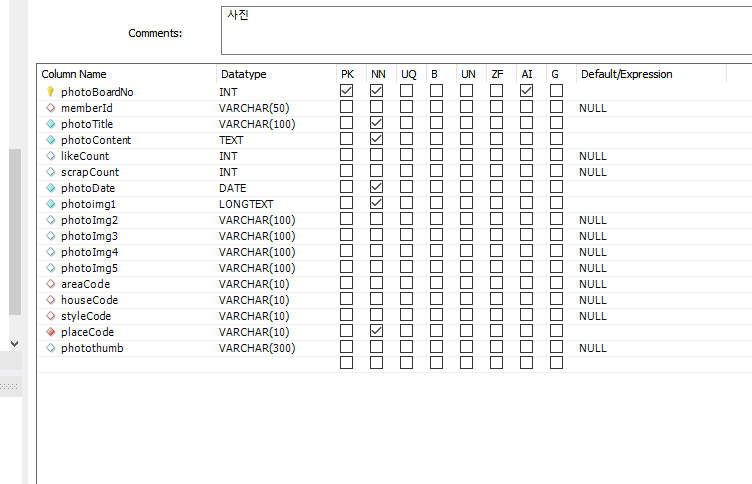 사진
Comments:
Column Name Datatype PK NN UQ B UN ZF AI G Default/Expression
photoBoardNo INT
memberId VARCHAR(50) NULL
photoTitle VARCHAR(100)
photoContent TEXT
likeCount INT NULL
scrapCount INT NULL
photoDate DATE
photoimg1 LONGTEXT
photoImg2 VARCHAR(100) NULL
photoImg3 VARCHAR(100) NULL
photoImg4 VARCHAR(100) NULL
photoImg5 VARCHAR(100) NULL
areaCode VARCHAR(10) NULL
houseCode VARCHAR(10) NULL
styleCode VARCHAR(10) NULL
placeCode VARCHAR(10)
photothumb VARCHAR(300) NULL